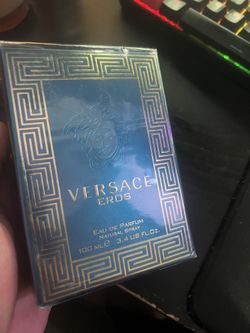 VERSACE
EROS
EAU DE PARFUM
NATURAL SPRAY
100 ML℮ 3.4 US FL.OZ.